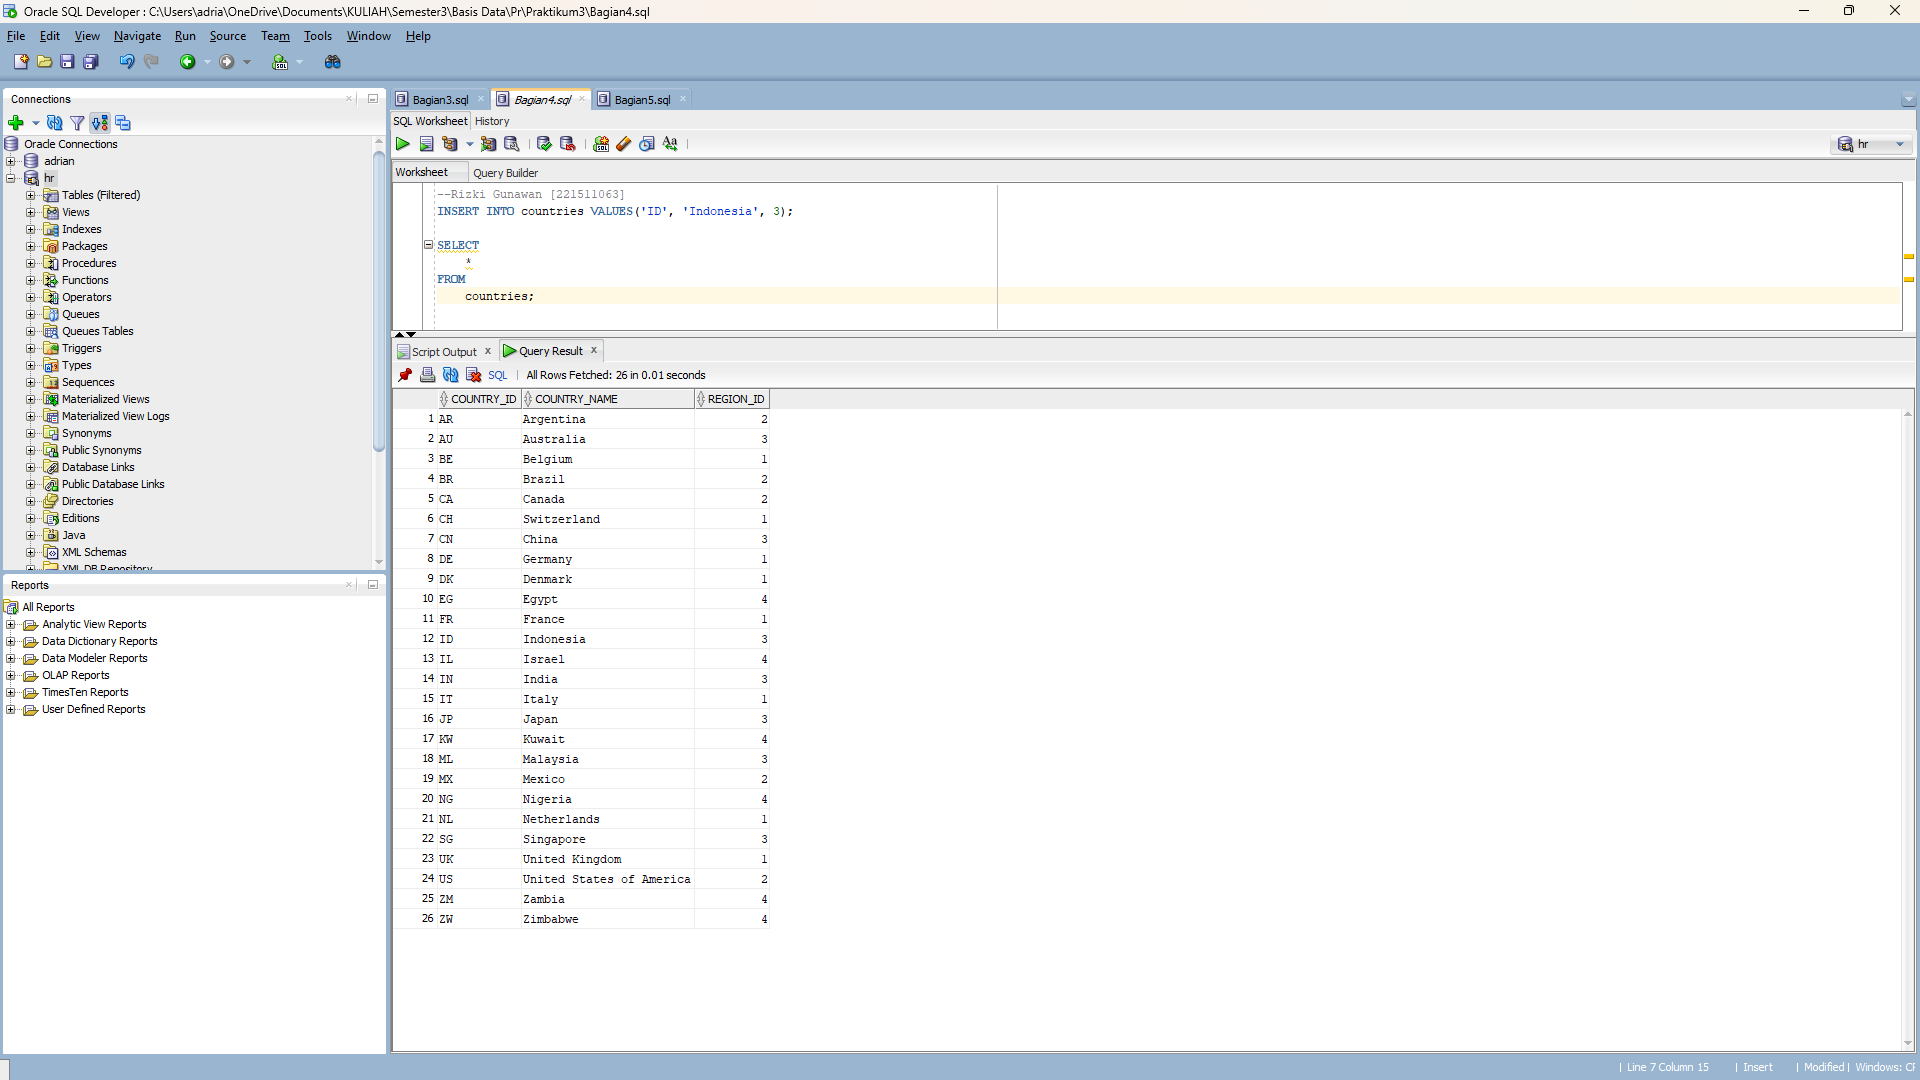 Oracle SQL Developer : C:\Users\adria\OneDrive\Documents\KULIAH\Semester3\Basis Data\Pr\Praktikum3\Bagian4.sql
File Edit View Navigate Run Source Team Tools Window Help
Connections
Oracle Connections
adrian
hr
Tables (Filtered)
Views
Indexes
Packages
Procedures
Functions
Operators
Queues
Queues Tables
Triggers
Types
Sequences
Materialized Views
Materialized View Logs
Synonyms
Public Synonyms
Database Links
Public Database Links
Directories
Editions
Java
XML Schemas
XML DB Repository
Reports
All Reports
Analytic View Reports
Data Dictionary Reports
Data Modeler Reports
OLAP Reports
TimesTen Reports
User Defined Reports
Bagian3.sql Bagian4.sql Bagian5.sql
SQL Worksheet History
hr
Worksheet Query Builder
--Rizki Gunawan [221511063]
INSERT INTO countries VALUES('ID', 'Indonesia', 3);
SELECT
*
FROM
countries;
Script Output x Query Result x
SQL | All Rows Fetched: 26 in 0.01 seconds
COUNTRY_ID COUNTRY_NAME REGION_ID
1 AR Argentina 2
2 AU Australia 3
3 BE Belgium 1
4 BR Brazil 2
5 CA Canada 2
6 CH Switzerland 1
7 CN China 3
8 DE Germany 1
9 DK Denmark 1
10 EG Egypt 4
11 FR France 1
12 ID Indonesia 3
13 IL Israel 4
14 IN India 3
15 IT Italy 1
16 JP Japan 3
17 KW Kuwait 4
18 ML Malaysia 3
19 MX Mexico 2
20 NG Nigeria 4
21 NL Netherlands 1
22 SG Singapore 3
23 UK United Kingdom 1
24 US United States of America 2
25 ZM Zambia 4
26 ZW Zimbabwe 4
| Line 7 Column 15 | Insert | Modified | Windows: CF